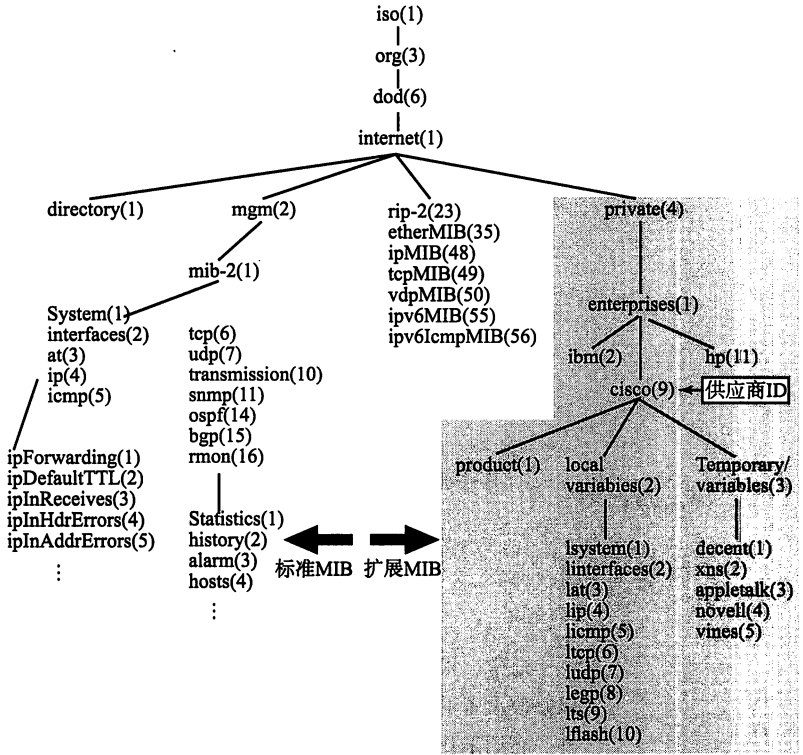 iso(1)
org(3)
dod(6)
internet(1)
directory(1)
mgm(2)
mib-2(1)
System(1)
interfaces(2)
at(3)
ip(4)
icmp(5)
ipForwarding(1)
ipDefaultTTL(2)
ipInReceives(3)
ipInHdrErrors(4)
ipInAddrErrors(5)
⋮
tcp(6)
udp(7)
transmission(10)
snmp(11)
ospf(14)
bgp(15)
rmon(16)
Statistics(1)
history(2)
alarm(3)
hosts(4)
⋮
标准MIB
扩展MIB
rip-2(23)
etherMIB(35)
ipMIB(48)
tcpMIB(49)
vdpMIB(50)
ipv6MIB(55)
ipv6IcmpMIB(56)
private(4)
enterprises(1)
ibm(2)
hp(11)
cisco(9)
供应商ID
product(1)
local
variabies(2)
lsystem(1)
linterfaces(2)
lat(3)
lip(4)
licmp(5)
ltcp(6)
ludp(7)
legp(8)
lts(9)
lflash(10)
Temporary/
variables(3)
decent(1)
xns(2)
appletalk(3)
novell(4)
vines(5)